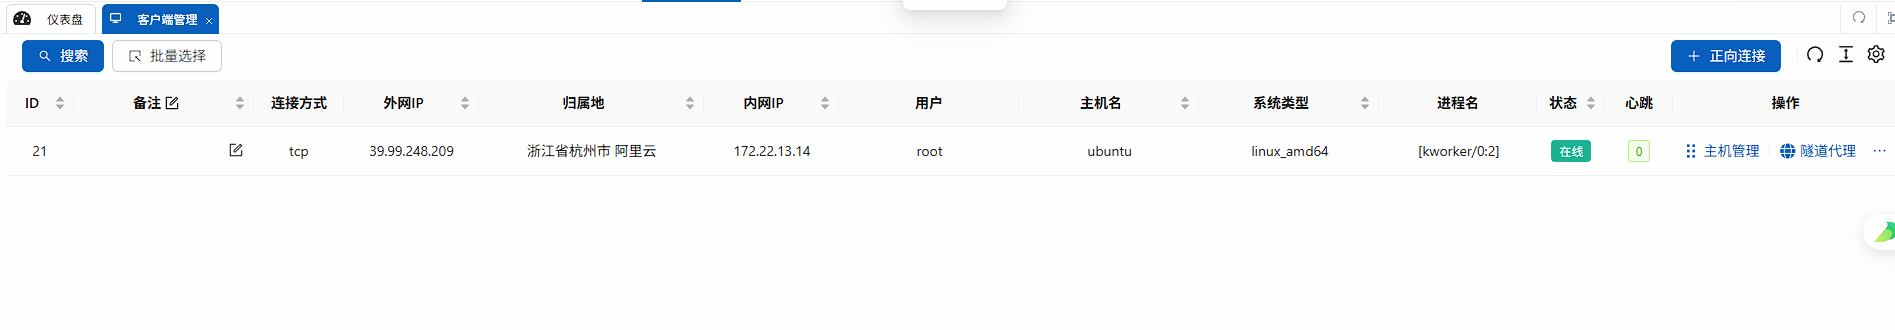 仪表盘 客户端管理 ×
搜索 批量选择 + 正向连接
ID 备注 连接方式 外网IP 归属地 内网IP 用户 主机名 系统类型 进程名 状态 心跳 操作
21 tcp 39.99.248.209 浙江省杭州市 阿里云 172.22.13.14 root ubuntu linux_amd64 [kworker/0:2] 在线 0 主机管理 隧道代理 ···